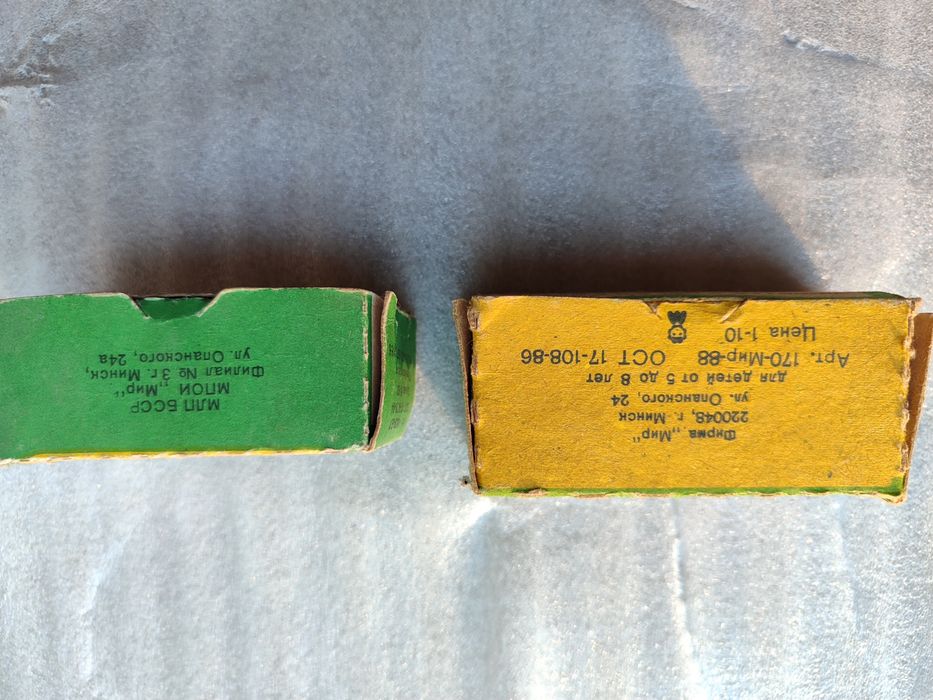 МЛП БССР
МПОИ „Мир"
Филиал № 3 г. Минск,
ул. Опанского, 24а
Фирма „Мир"
220048, г. Минск
ул. Опанского, 24
для детей от 5 до 8 лет
Арт. 170-Мир-88 ОСТ 17-108-86
Цена 1-10